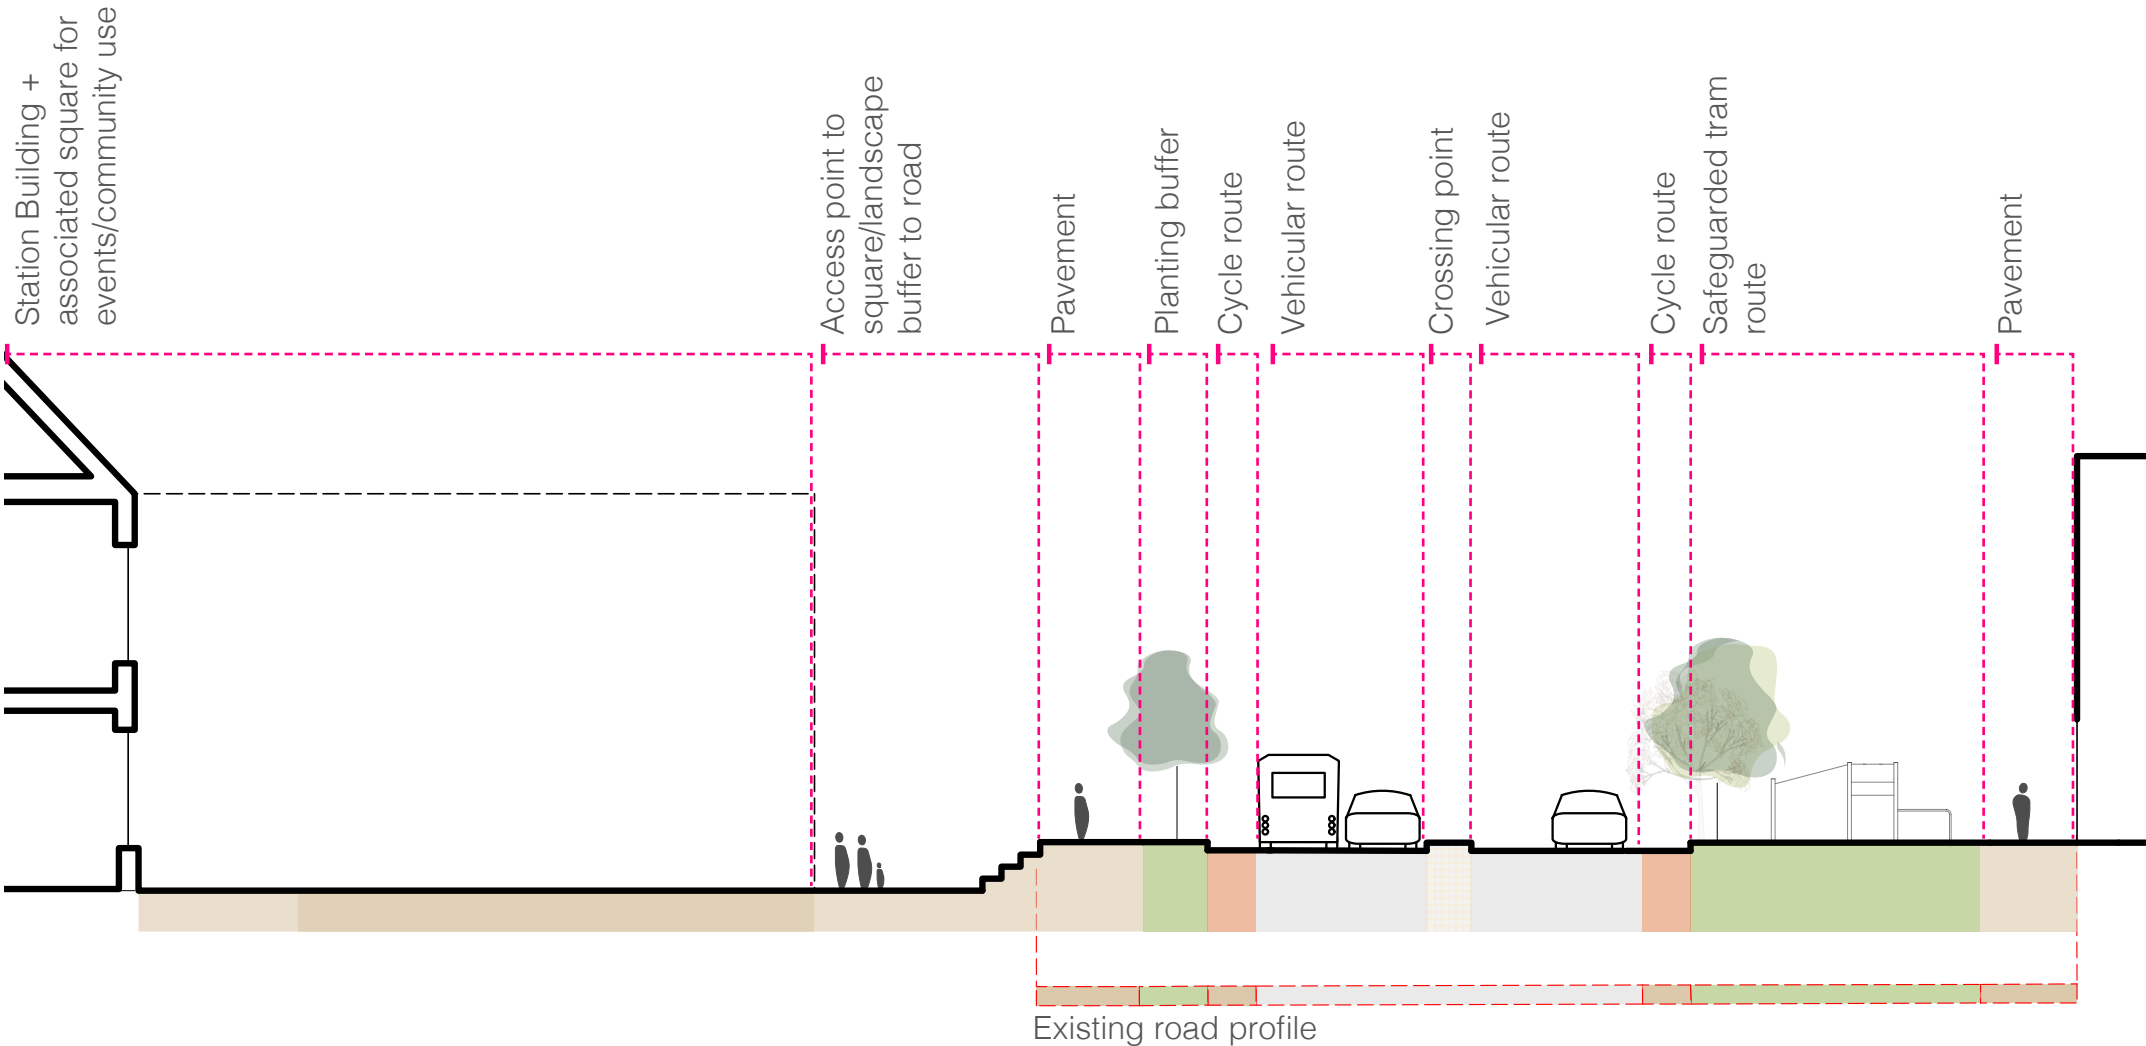 Station Building +
associated square for
events/community use
Access point to
square/landscape
buffer to road
Pavement
Planting buffer
Cycle route
Vehicular route
Crossing point
Vehicular route
Cycle route
Safeguarded tram
route
Pavement
Existing road profile